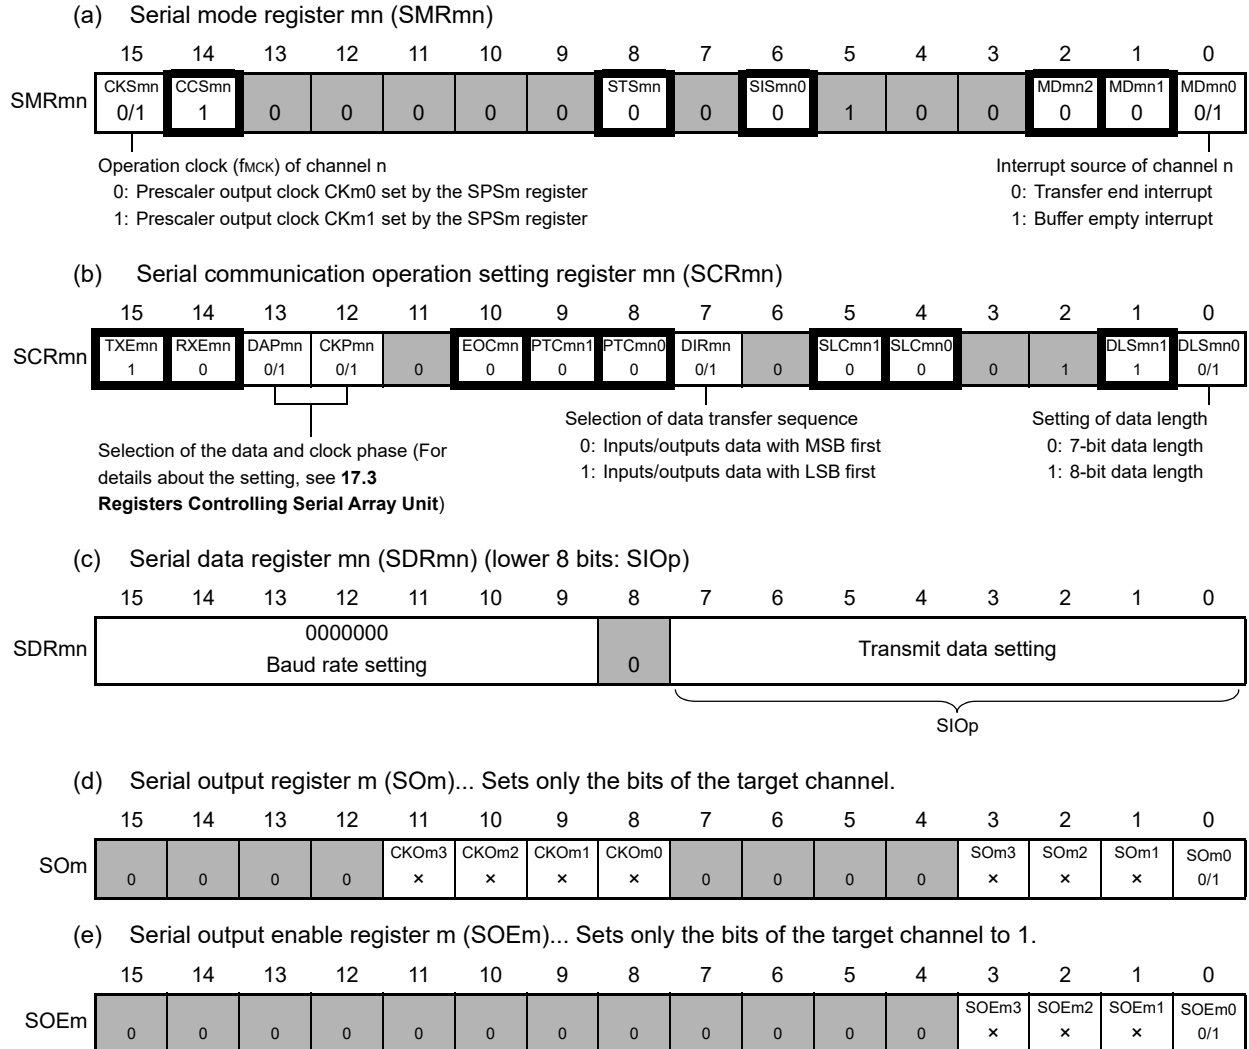 (a) Serial mode register mn (SMRmn)
15 14 13 12 11 10 9 8 7 6 5 4 3 2 1 0
CKSmn CCSmn STSmn SISmn0 MDmn2 MDmn1 MDmn0
SMRmn 0/1 1 0 0 0 0 0 0 0 0 1 0 0 0 0 0/1
Operation clock (fMCK) of channel n Interrupt source of channel n
0: Prescaler output clock CKm0 set by the SPSm register 0: Transfer end interrupt
1: Prescaler output clock CKm1 set by the SPSm register 1: Buffer empty interrupt
(b) Serial communication operation setting register mn (SCRmn)
15 14 13 12 11 10 9 8 7 6 5 4 3 2 1 0
TXEmn RXEmn DAPmn CKPmn EOCmn PTCmn1 PTCmn0 DIRmn SLCmn1 SLCmn0 DLSmn1 DLSmn0
SCRmn 1 0 0/1 0/1 0 0 0 0 0/1 0 0 0 0 1 1 0/1
Selection of data transfer sequence Setting of data length
0: Inputs/outputs data with MSB first 0: 7-bit data length
1: Inputs/outputs data with LSB first 1: 8-bit data length
Selection of the data and clock phase (For
details about the setting, see 17.3
Registers Controlling Serial Array Unit)
(c) Serial data register mn (SDRmn) (lower 8 bits: SIOp)
15 14 13 12 11 10 9 8 7 6 5 4 3 2 1 0
SDRmn 0000000
Baud rate setting 0 Transmit data setting
SIOp
(d) Serial output register m (SOm)... Sets only the bits of the target channel.
15 14 13 12 11 10 9 8 7 6 5 4 3 2 1 0
CKOm3 CKOm2 CKOm1 CKOm0 SOm3 SOm2 SOm1 SOm0
SOm 0 0 0 0 × × × × 0 0 0 0 × × × 0/1
(e) Serial output enable register m (SOEm)... Sets only the bits of the target channel to 1.
15 14 13 12 11 10 9 8 7 6 5 4 3 2 1 0
SOEm3 SOEm2 SOEm1 SOEm0
SOEm 0 0 0 0 0 0 0 0 0 0 0 0 × × × 0/1